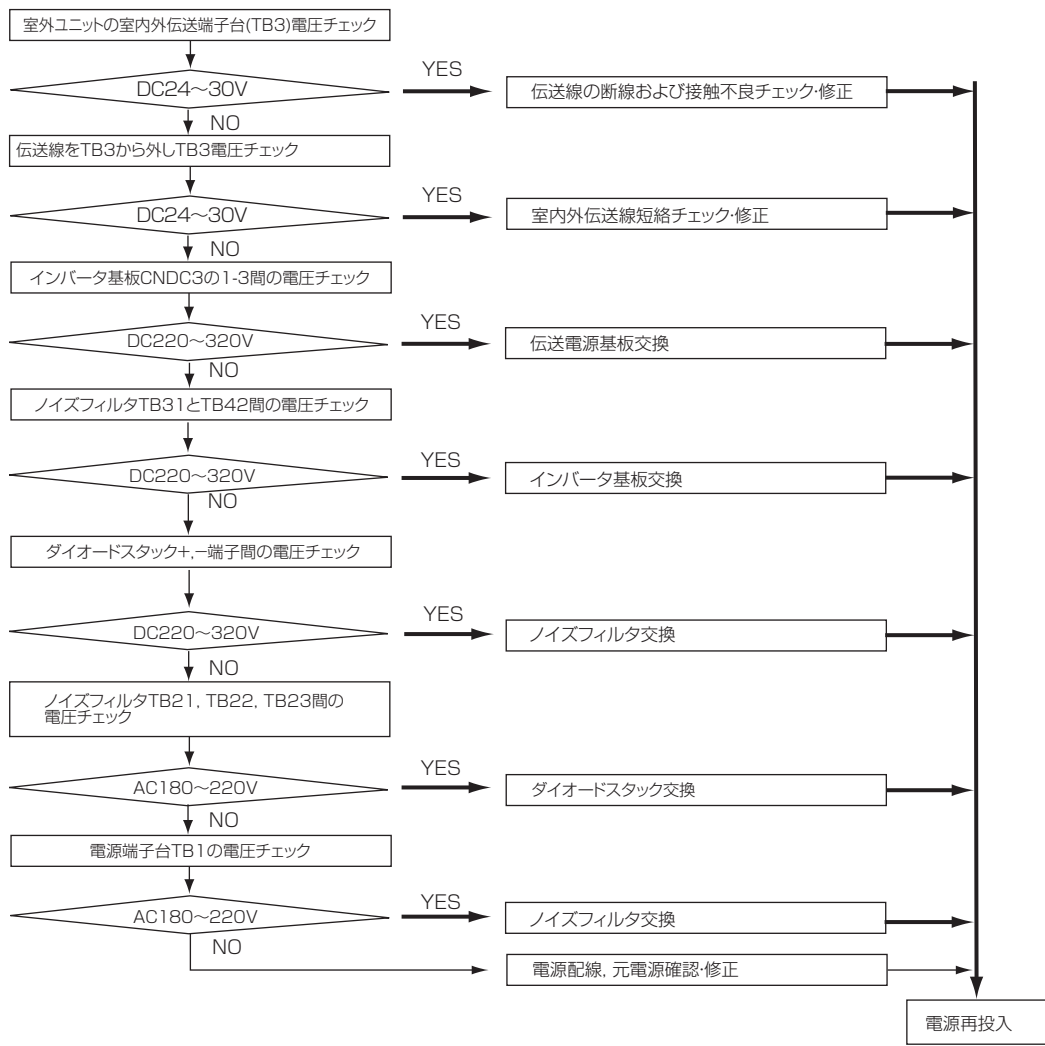 室外ユニットの室内外伝送端子台(TB3)電圧チェック
DC24～30V
YES
伝送線の断線および接触不良チェック・修正
NO
伝送線をTB3から外しTB3電圧チェック
DC24～30V
YES
室内外伝送線短絡チェック・修正
NO
インバータ基板CNDC3の1-3間の電圧チェック
DC220～320V
YES
伝送電源基板交換
NO
ノイズフィルタTB31とTB42間の電圧チェック
DC220～320V
YES
インバータ基板交換
NO
ダイオードスタック+,−端子間の電圧チェック
DC220～320V
YES
ノイズフィルタ交換
NO
ノイズフィルタTB21, TB22, TB23間の
電圧チェック
AC180～220V
YES
ダイオードスタック交換
NO
電源端子台TB1の電圧チェック
AC180～220V
YES
ノイズフィルタ交換
NO
電源配線, 元電源確認・修正
電源再投入